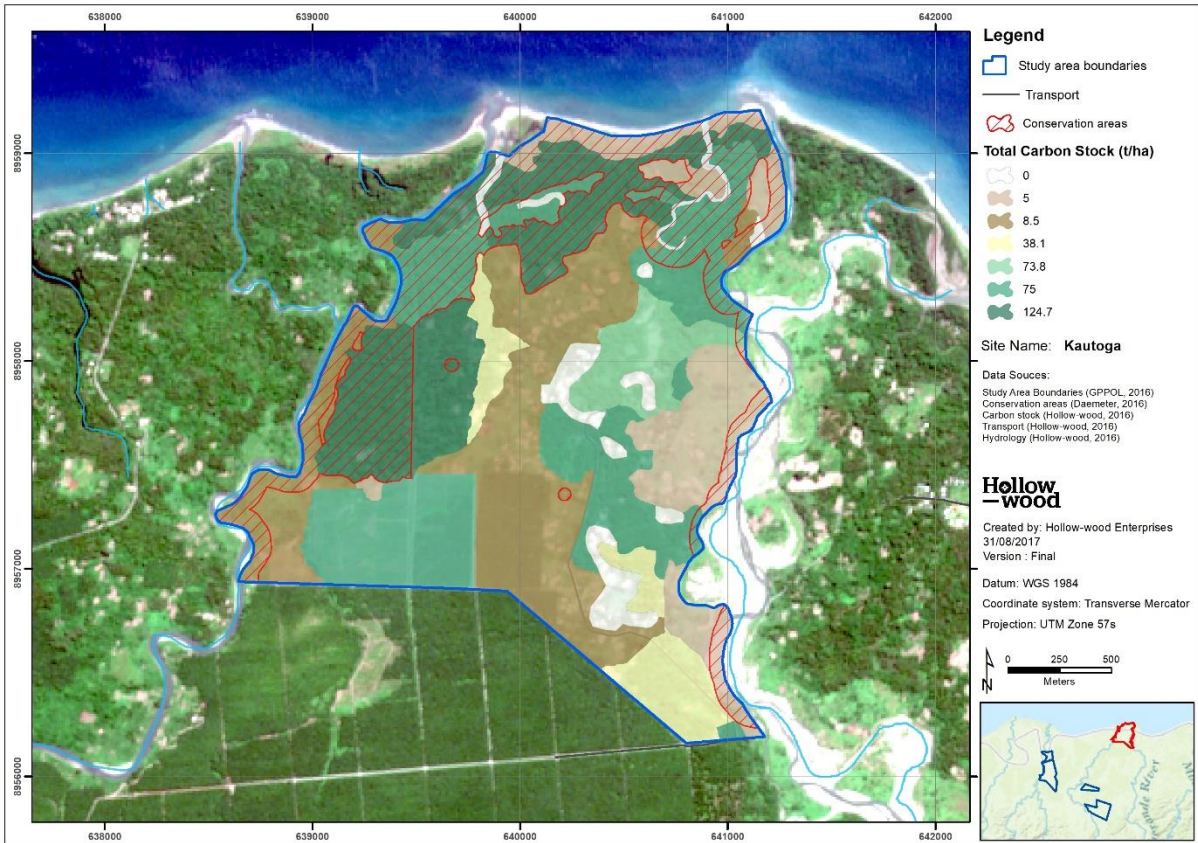 638000 639000 640000 641000 642000
8959000
8958000
8957000
8956000
638000 639000 640000 641000 642000
Legend
Study area boundaries
Transport
Conservation areas
Total Carbon Stock (t/ha)
0
5
8.5
38.1
73.8
75
124.7
Site Name: Kautoga
Data Souces:
Study Area Boundaries (GPPOL, 2016)
Conservation areas (Daemeter, 2016)
Carbon stock (Hollow-wood, 2016)
Transport (Hollow-wood, 2016)
Hydrology (Hollow-wood, 2016)
Hollow
-wood
Created by: Hollow-wood Enterprises
31/08/2017
Version : Final
Datum: WGS 1984
Coordinate system: Transverse Mercator
Projection: UTM Zone 57s
N
0 250 500
Meters
River